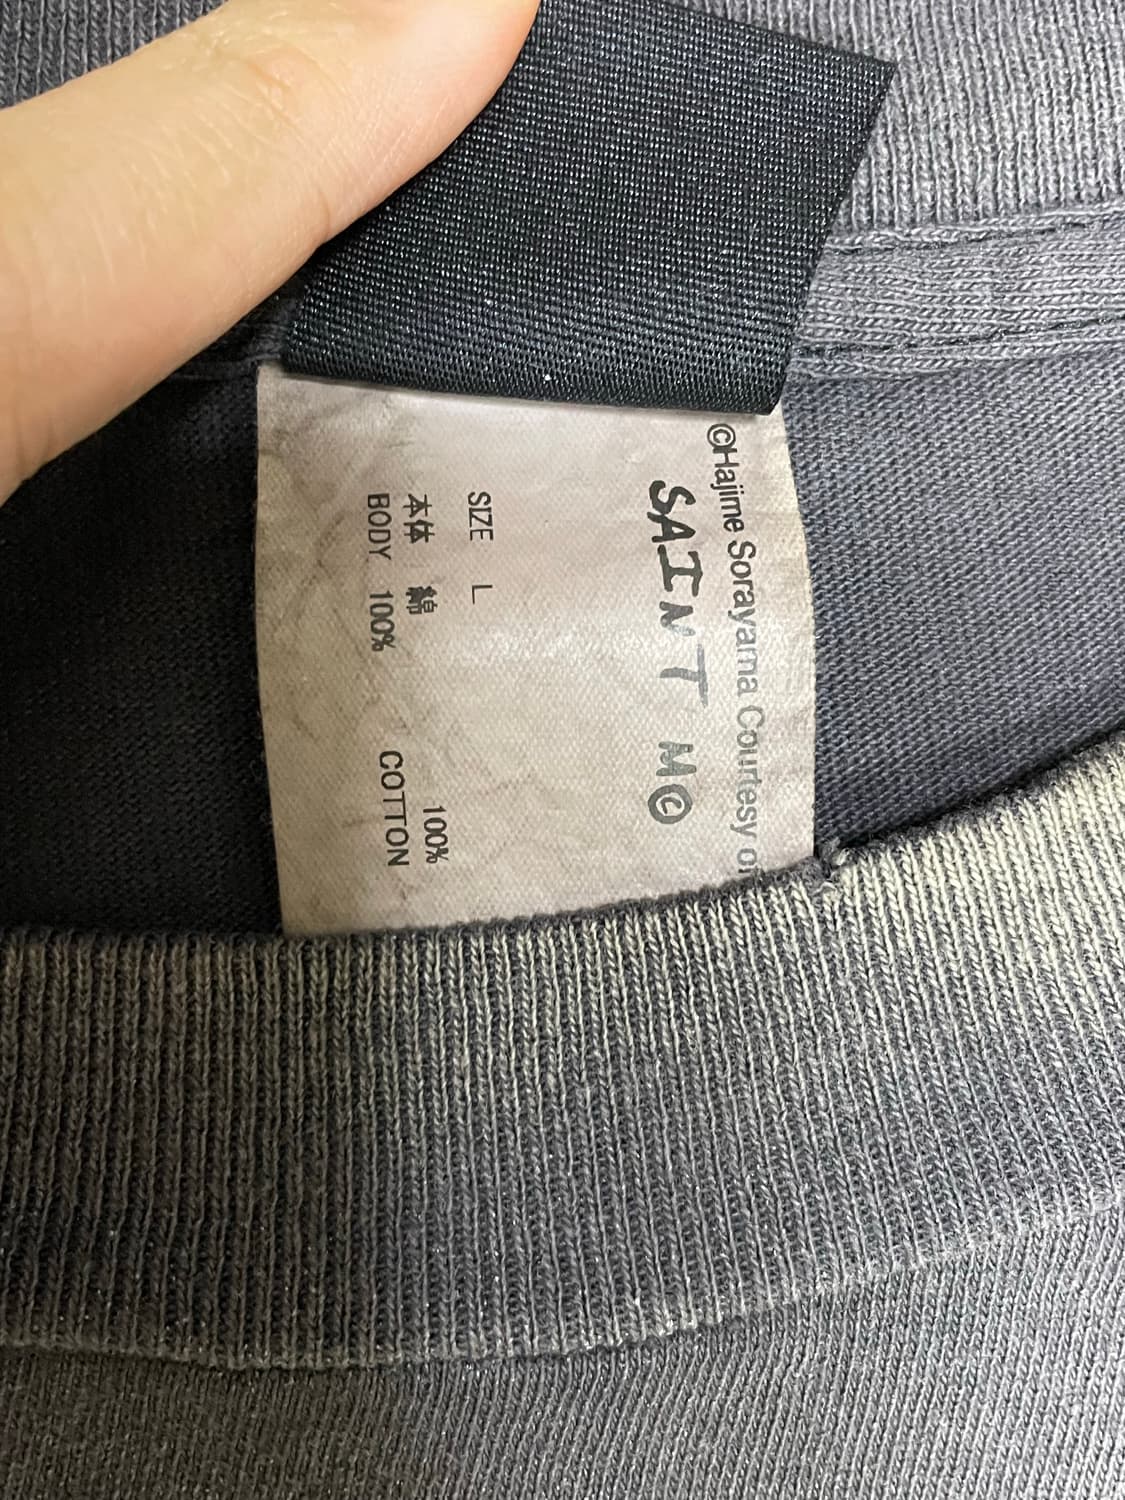 ©Hajime Sorayama Courtesy of
SAINT M©
SIZE L
本体 綿 100%
BODY 100% COTTON